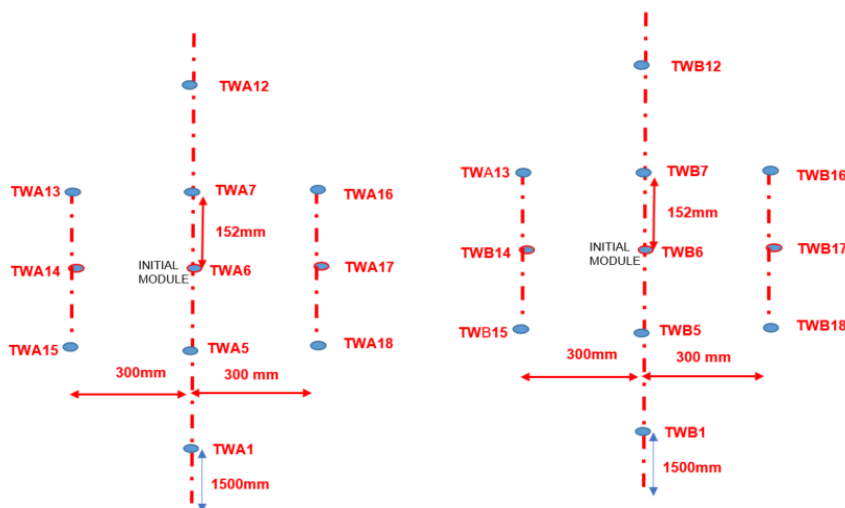 TWA12
TWA13
TWA7
TWA16
152mm
TWA14
INITIAL
MODULE
TWA6
TWA17
TWA15
TWA5
TWA18
300mm
300 mm
TWA1
1500mm
TWB12
TWA13
TWB7
TWB16
152mm
TWB14
INITIAL
MODULE
TWB6
TWB17
TWB15
TWB5
TWB18
300mm
300 mm
TWB1
1500mm